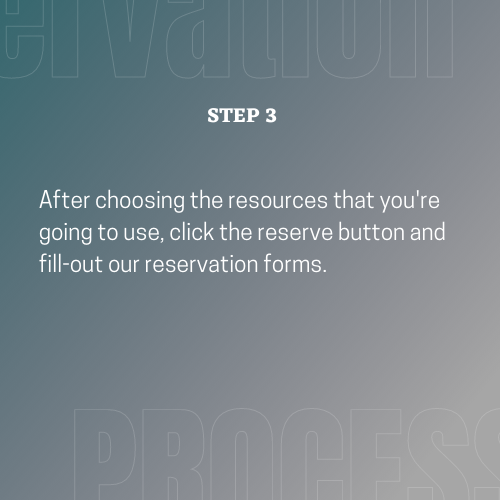 ervation
STEP 3
After choosing the resources that you're
going to use, click the reserve button and
fill-out our reservation forms.
PROCESS